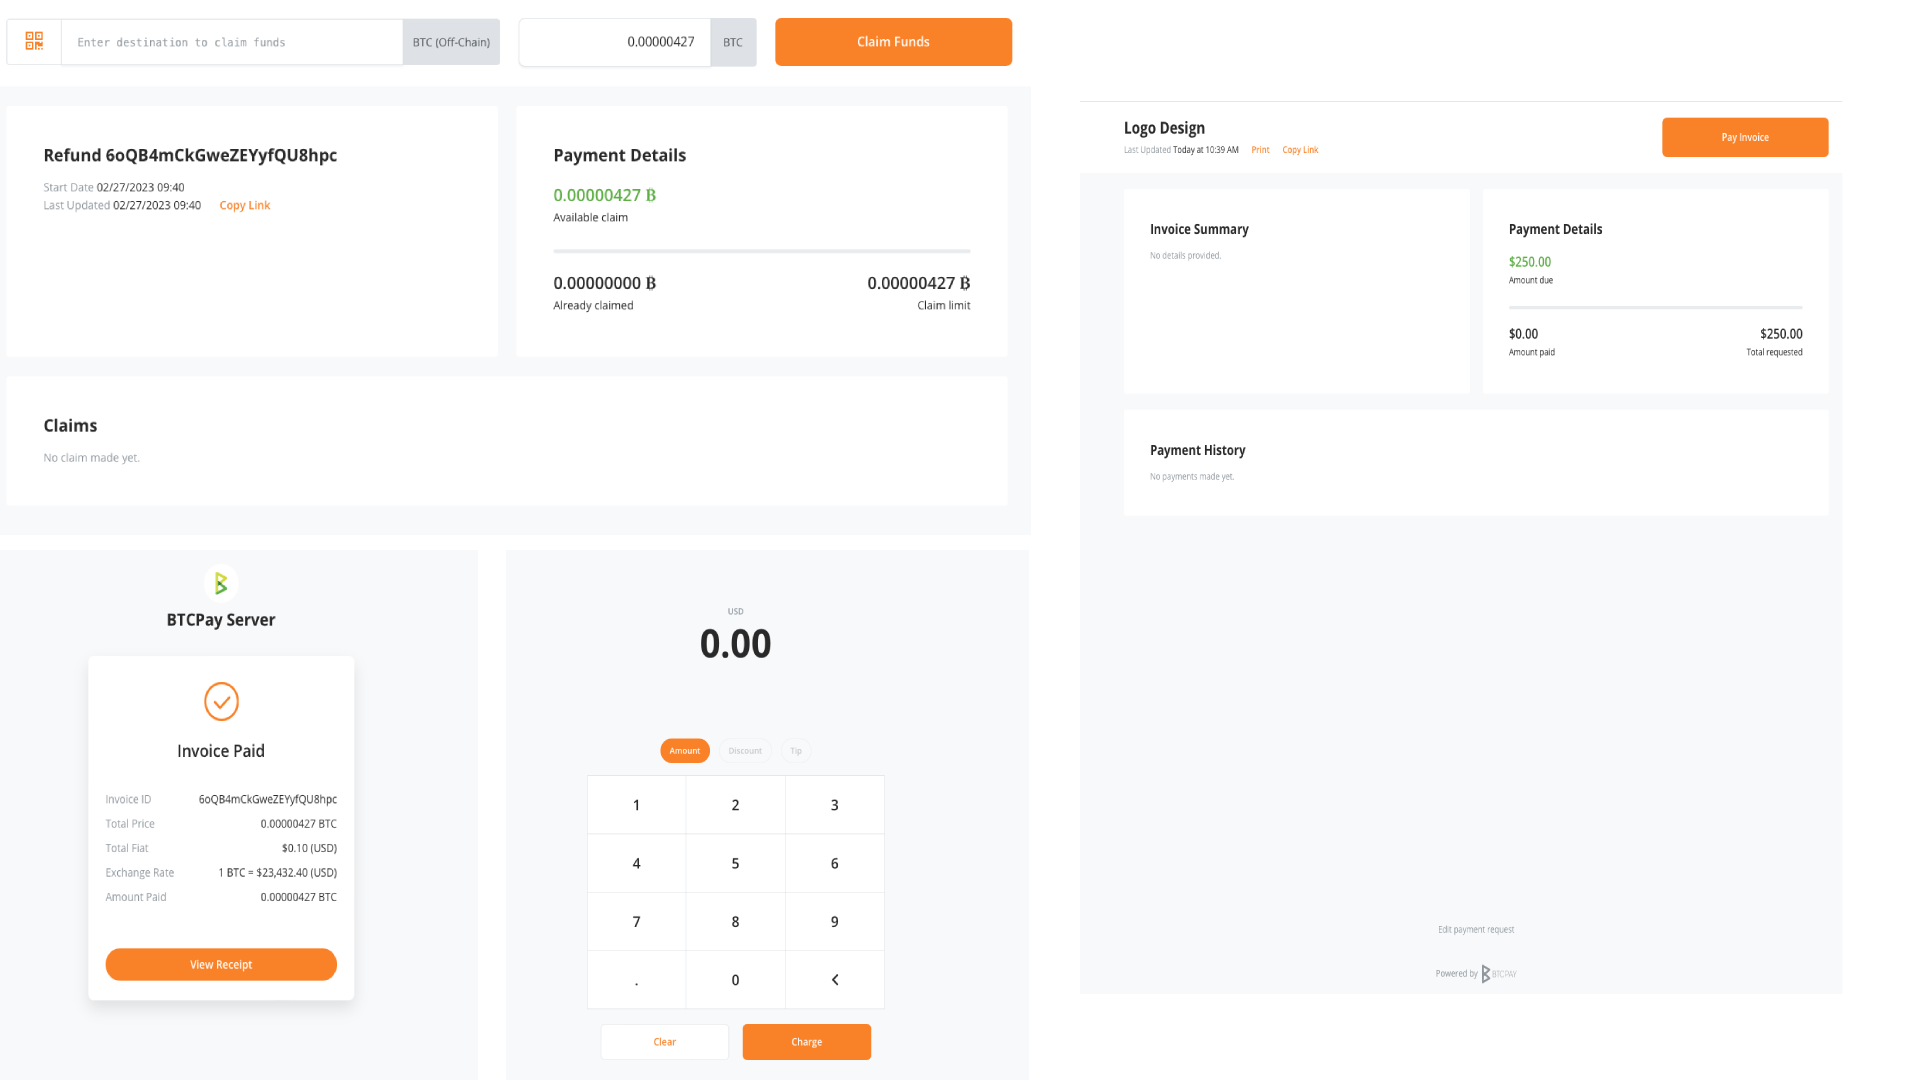 Enter destination to claim funds
BTC (Off-Chain)
0.00000427
BTC
Claim Funds
Refund 6oQB4mCkGweZEYyfQU8hpc
Start Date 02/27/2023 09:40
Last Updated 02/27/2023 09:40
Copy Link
Payment Details
0.00000427 ₿
Available claim
0.00000000 ₿
0.00000427 ₿
Already claimed
Claim limit
Claims
No claim made yet.
BTCPay Server
Invoice Paid
Invoice ID 6oQB4mCkGweZEYyfQU8hpc
Total Price 0.00000427 BTC
Total Fiat $0.10 (USD)
Exchange Rate 1 BTC = $23,432.40 (USD)
Amount Paid 0.00000427 BTC
View Receipt
USD
0.00
Amount
Discount
Tip
1 2 3
4 5 6
7 8 9
. 0
Clear
Charge
Logo Design
Last Updated Today at 10:39 AM Print Copy Link
Pay Invoice
Invoice Summary
No details provided.
Payment Details
$250.00
Amount due
$0.00
$250.00
Amount paid
Total requested
Payment History
No payments made yet.
Edit payment request
Powered by BTCPAY